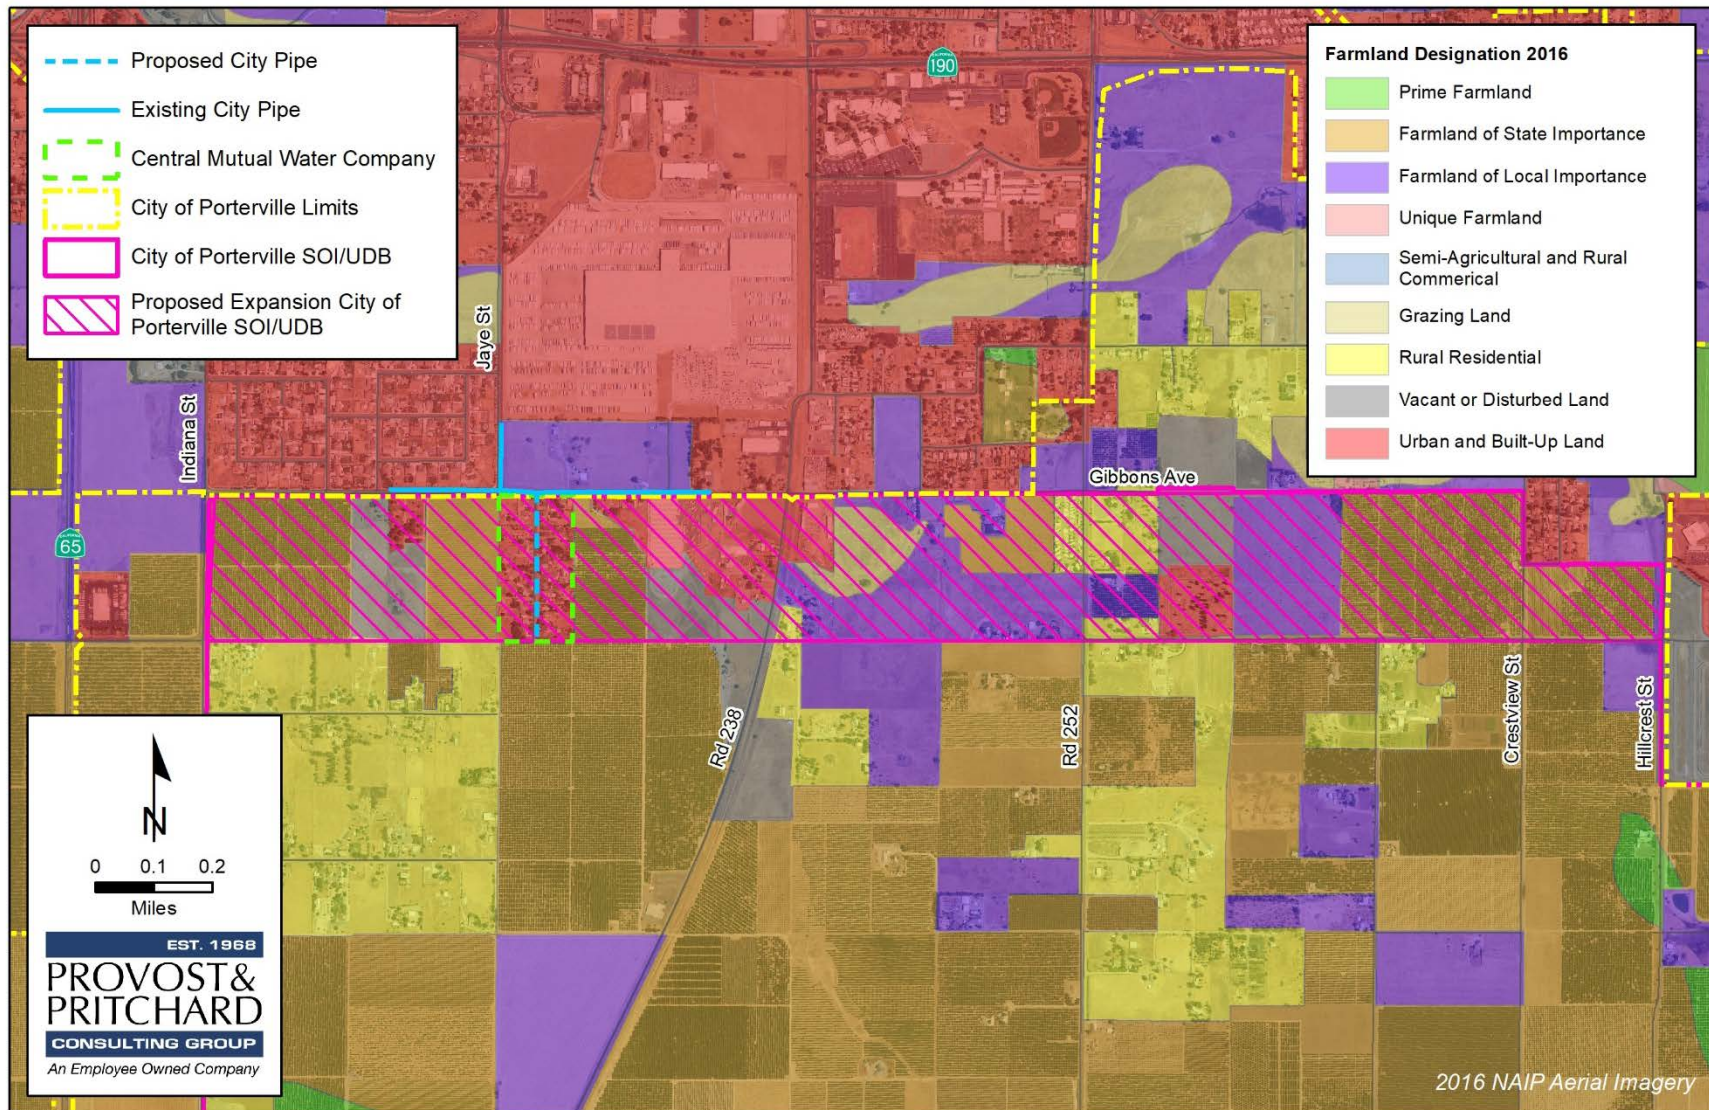 Proposed City Pipe
Existing City Pipe
Central Mutual Water Company
City of Porterville Limits
City of Porterville SOI/UDB
Proposed Expansion City of
Porterville SOI/UDB
CALIFORNIA
190
Farmland Designation 2016
Prime Farmland
Farmland of State Importance
Farmland of Local Importance
Unique Farmland
Semi-Agricultural and Rural
Commerical
Grazing Land
Rural Residential
Vacant or Disturbed Land
Urban and Built-Up Land
Jaye St
Indiana St
Gibbons Ave
CALIFORNIA
65
Rd 238
Rd 252
Crestview St
Hillcrest St
N
0 0.1 0.2
Miles
EST. 1968
PROVOST&
PRITCHARD
CONSULTING GROUP
An Employee Owned Company
2016 NAIP Aerial Imagery